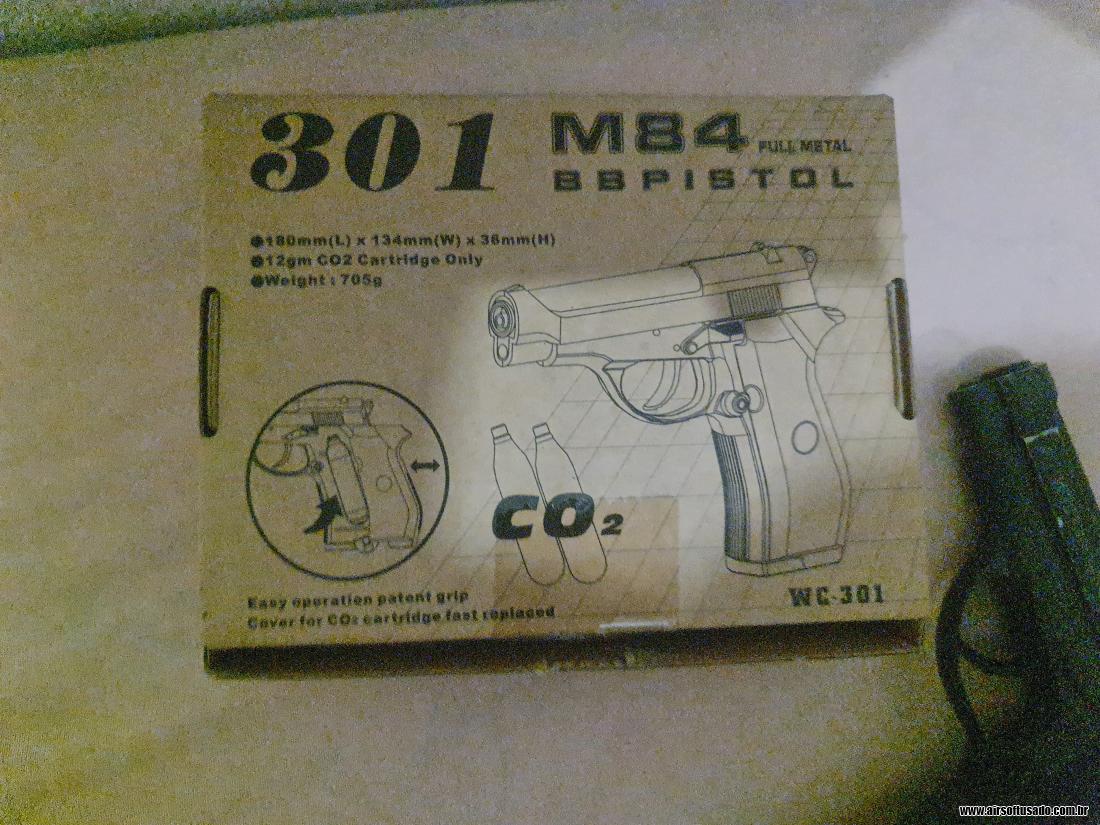 301
M84 FULL METAL
BBPISTOL
●180mm(L) x 134mm(W) x 36mm(H)
●12gm CO2 Cartridge Only
●Weight : 705g
CO2
Easy operation patent grip
Cover for CO2 cartridge fast replaced
WC-301
www.airsoftusado.com.br